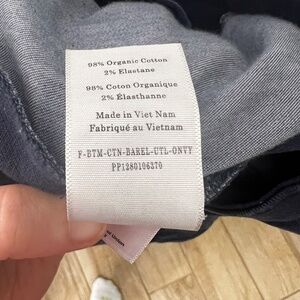 98% Organic Cotton
2% Elastane
98% Coton Organique
2% Élasthanne
Made in Viet Nam
Fabriqué au Vietnam
F-BTM-CTN-BAREL-UTL-ONVY
PP1280106270